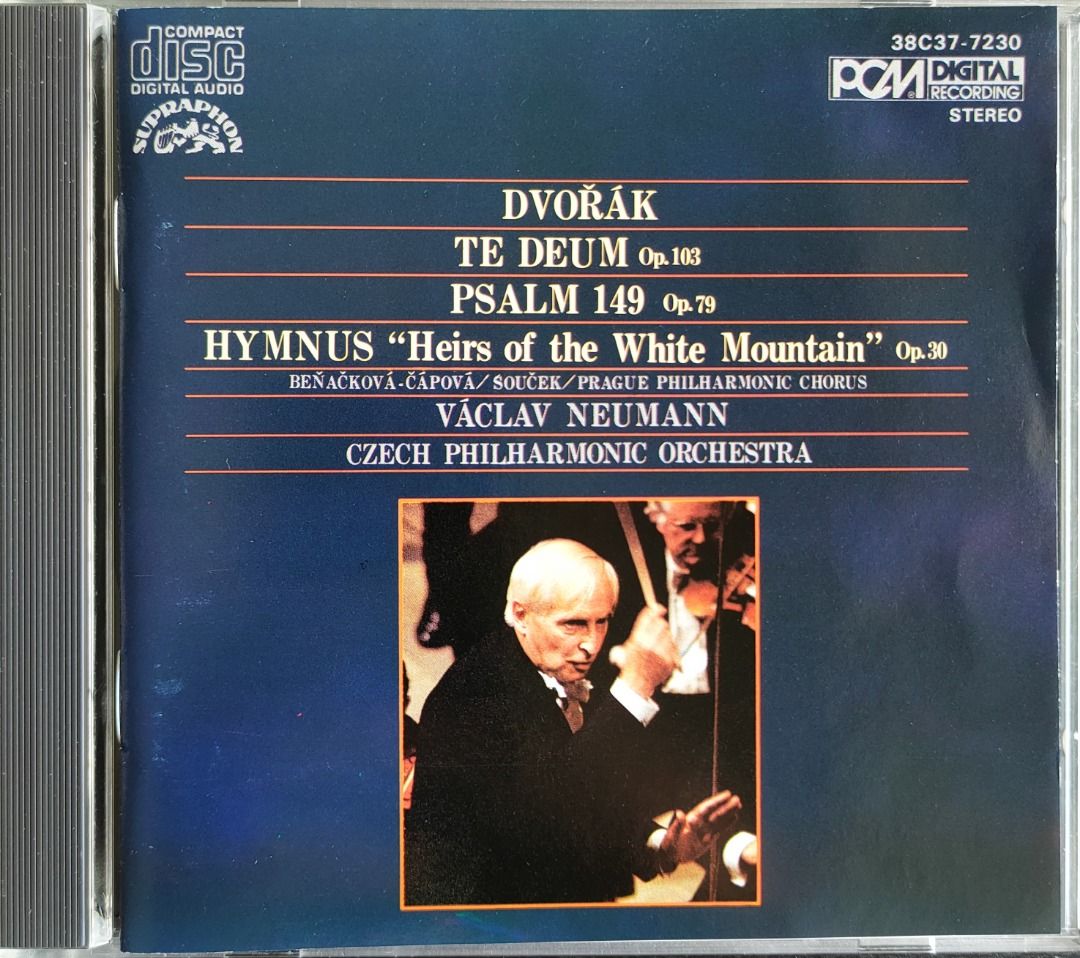 COMPACT
disc
DIGITAL AUDIO
SUPRAPHON
38C37-7230
PCM DIGITAL
RECORDING
STEREO
DVOŘÁK
TE DEUM Op.103
PSALM 149 Op.79
HYMNUS “Heirs of the White Mountain” Op.30
BEŇAČKOVÁ-ČÁPOVÁ/SOUČEK/PRAGUE PHILHARMONIC CHORUS
VÁCLAV NEUMANN
CZECH PHILHARMONIC ORCHESTRA